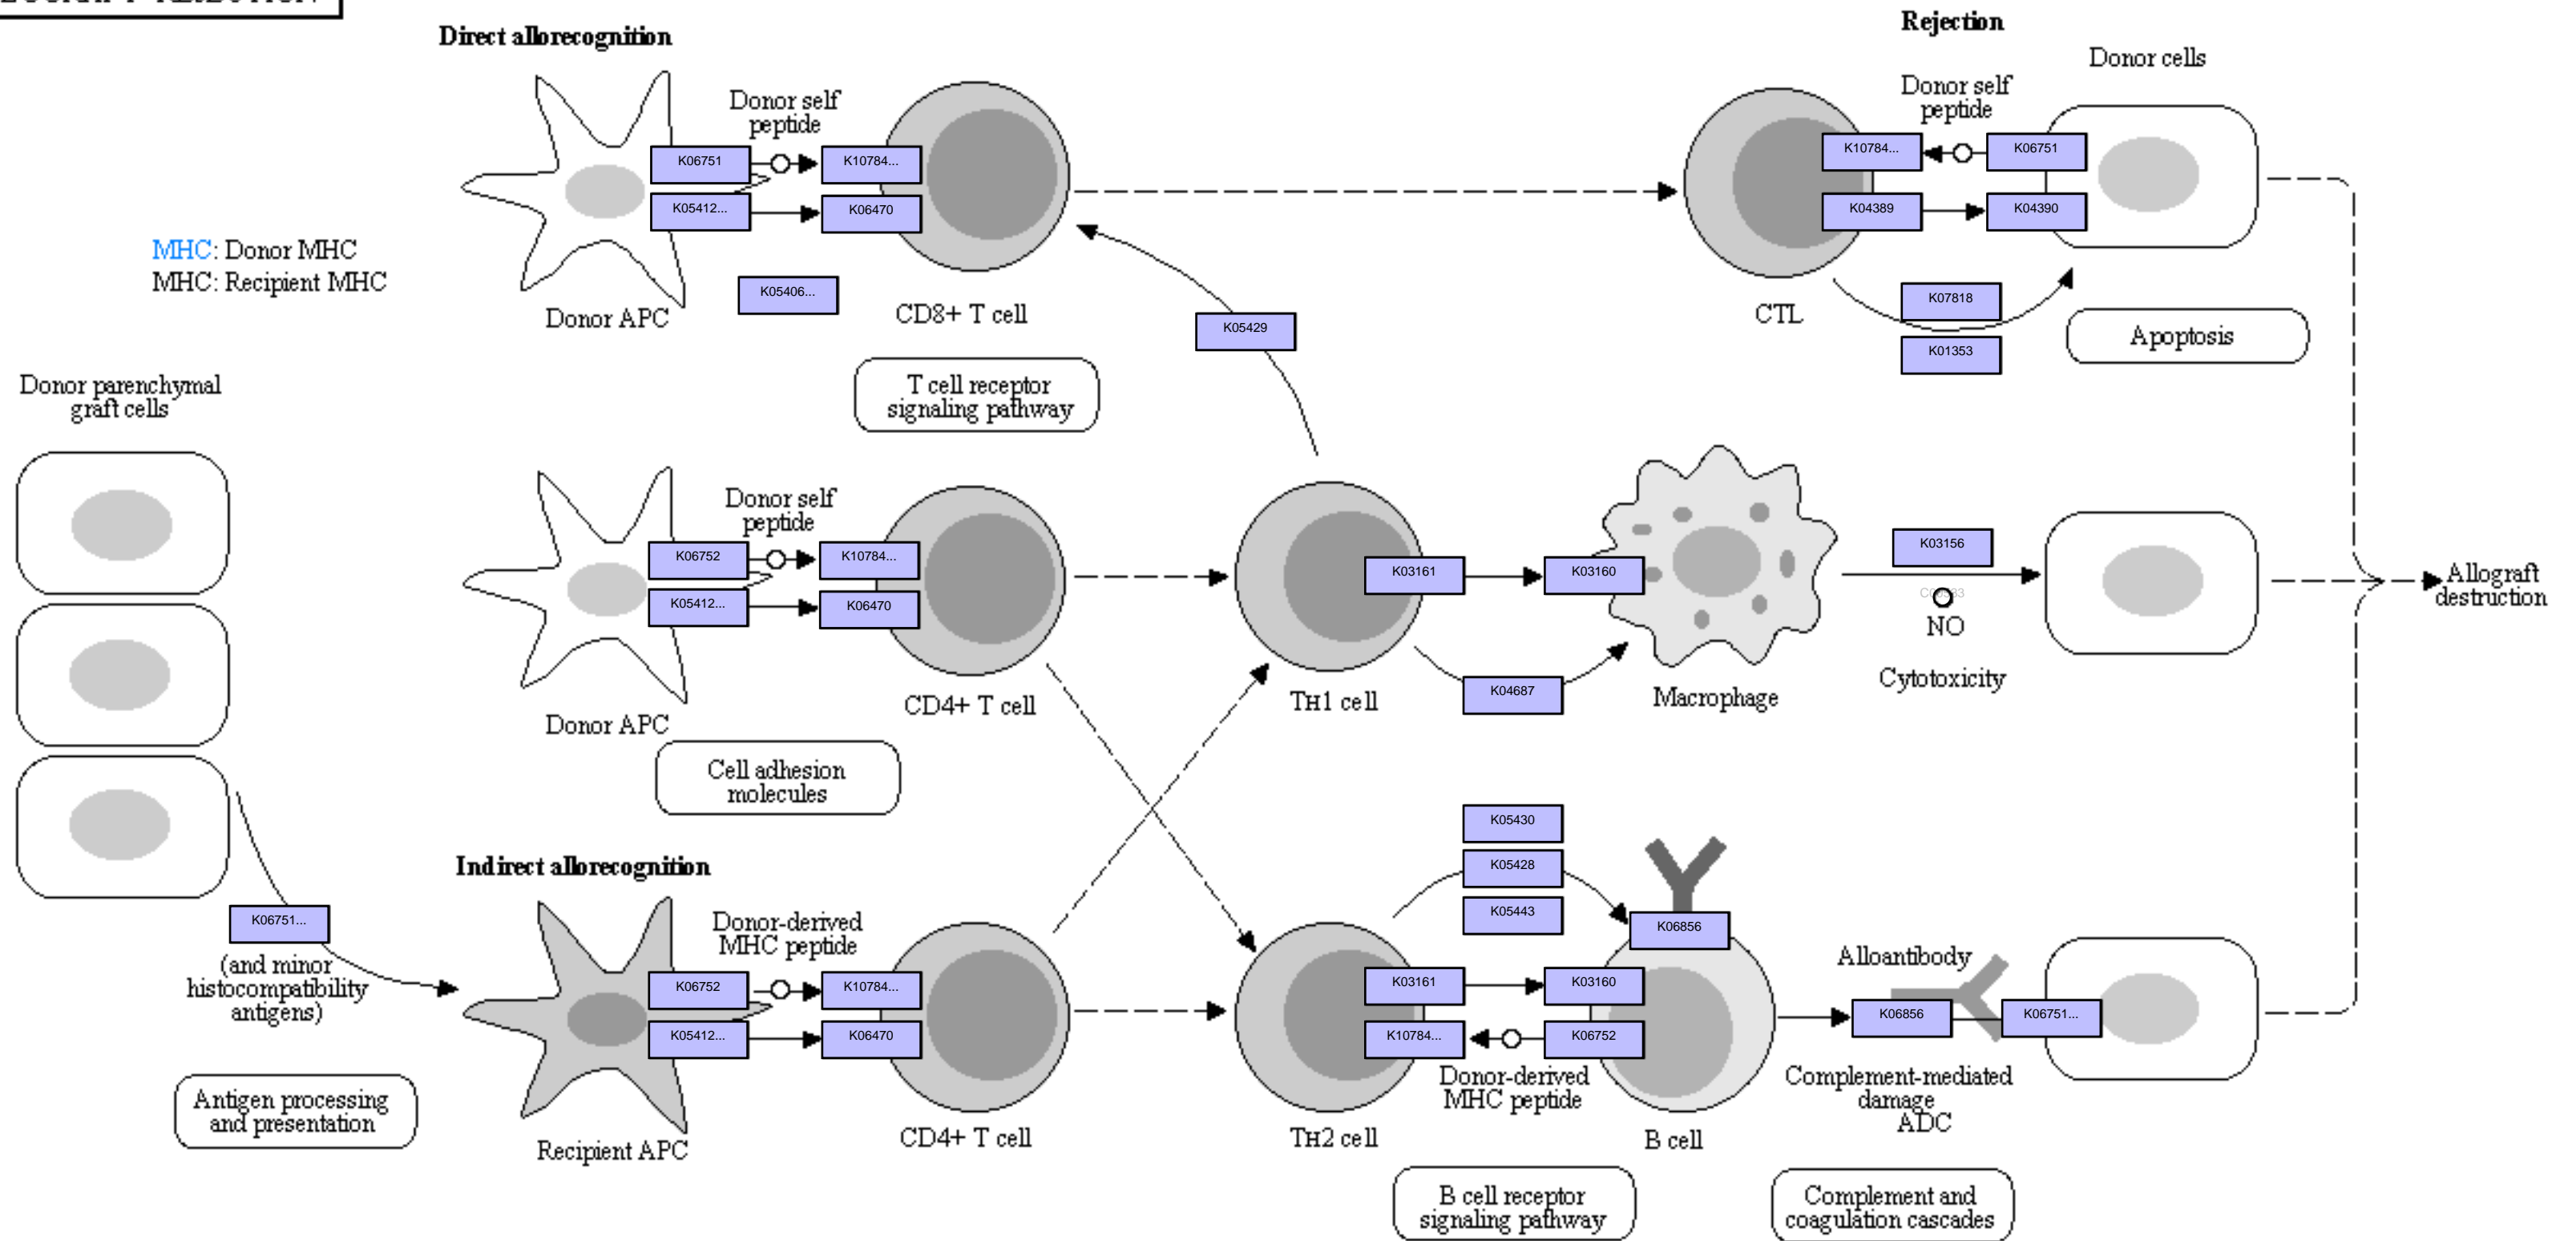 Direct allorecognition
Rejection
Donor cells
Donor self
peptide
Donor self
peptide
K06751
K10784...
K10784...
K06751
K05412...
K06470
K04389
K04390
MHC: Donor MHC
MHC: Recipient MHC
K05406...
Donor APC
CD8+ T cell
K05429
CTL
K07818
K01353
Apoptosis
T cell receptor
signaling pathway
Donor parenchymal
graft cells
Donor self
peptide
K06752
K10784...
K05412...
K06470
K03161
K03160
K03156
NO
Cytotoxicity
Allograft
destruction
Donor APC
CD4+ T cell
TH1 cell
K04687
Macrophage
Cell adhesion
molecules
Indirect allorecognition
K05430
K05428
K05443
K06856
K06751...
(and minor
histocompatibility
antigens)
Donor-derived
MHC peptide
K06752
K10784...
K05412...
K06470
K03161
K03160
K10784...
K06752
Donor-derived
MHC peptide
Alloantibody
K06856
K06751...
Complement-mediated
damage
ADC
Antigen processing
and presentation
Recipient APC
CD4+ T cell
TH2 cell
B cell
B cell receptor
signaling pathway
Complement and
coagulation cascades